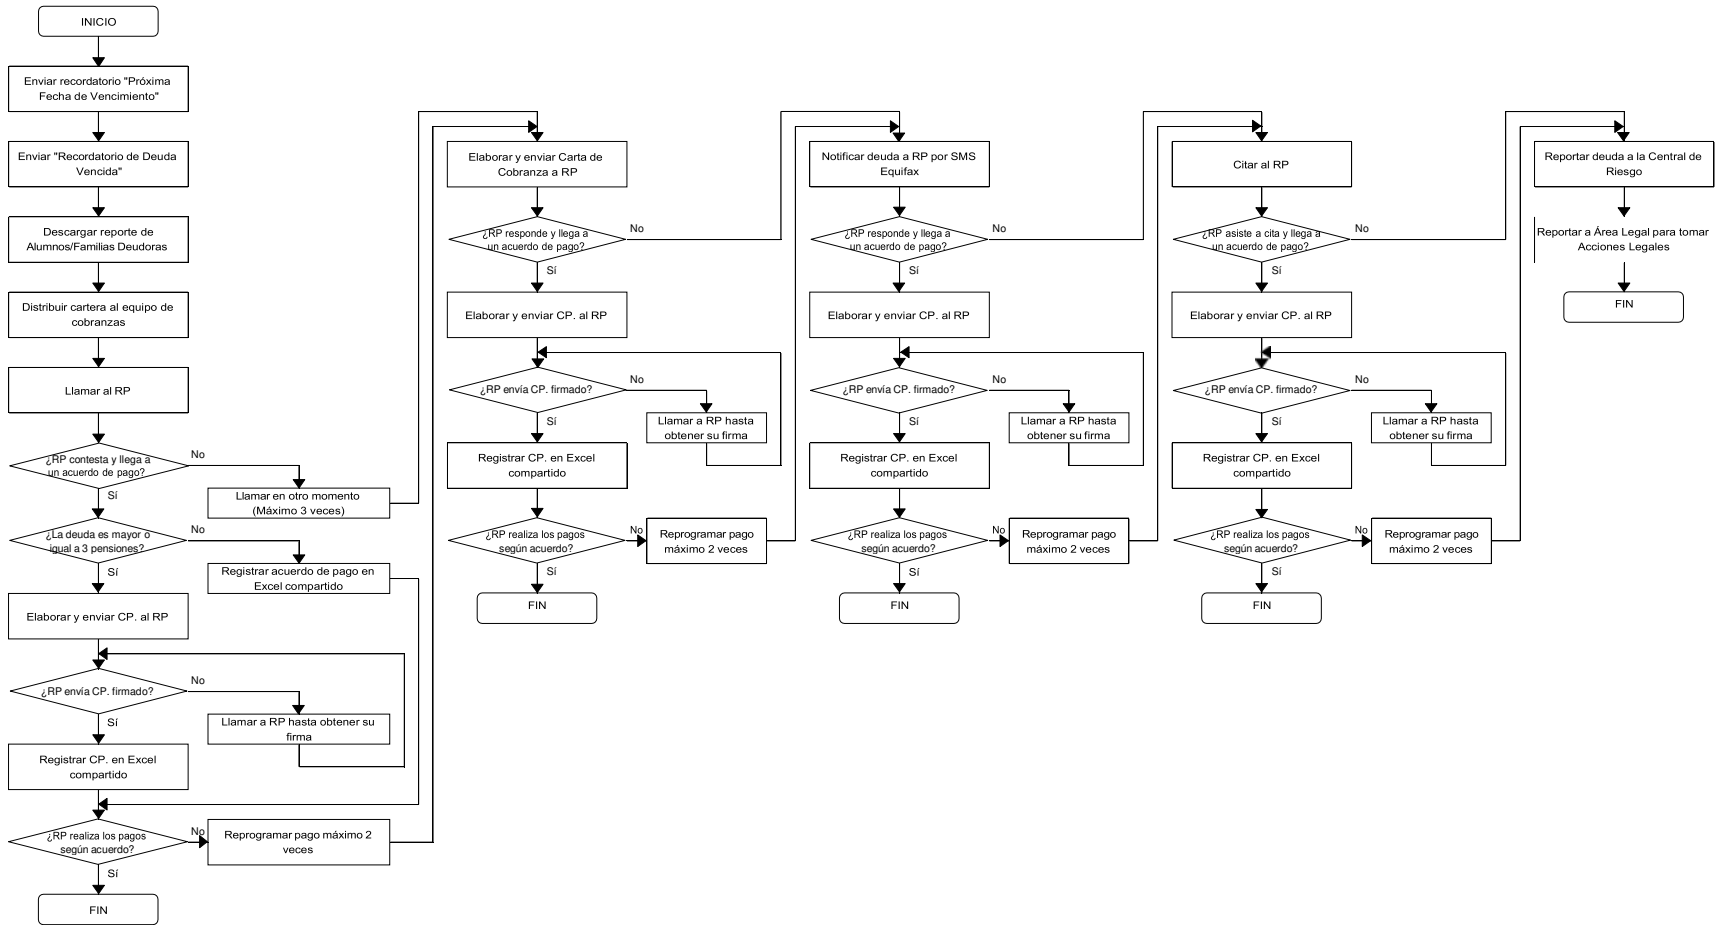 INICIO
Enviar recordatorio "Próxima
Fecha de Vencimiento"
Enviar "Recordatorio de Deuda
Vencida"
Descargar reporte de
Alumnos/Familias Deudoras
Distribuir cartera al equipo de
cobranzas
Llamar al RP
¿RP contesta y llega a
un acuerdo de pago?
No
Sí
Llamar en otro momento
(Máximo 3 veces)
¿La deuda es mayor o
igual a 3 pensiones?
No
Sí
Registrar acuerdo de pago en
Excel compartido
Elaborar y enviar CP. al RP
¿RP envía CP. firmado?
No
Sí
Llamar a RP hasta obtener su
firma
Registrar CP. en Excel
compartido
¿RP realiza los pagos
según acuerdo?
No
Sí
Reprogramar pago máximo 2
veces
FIN
Elaborar y enviar Carta de
Cobranza a RP
¿RP responde y llega a
un acuerdo de pago?
No
Sí
Elaborar y enviar CP. al RP
¿RP envía CP. firmado?
No
Sí
Llamar a RP hasta
obtener su firma
Registrar CP. en Excel
compartido
¿RP realiza los pagos
según acuerdo?
No
Sí
Reprogramar pago
máximo 2 veces
FIN
Notificar deuda a RP por SMS
Equifax
¿RP responde y llega a
un acuerdo de pago?
No
Sí
Elaborar y enviar CP. al RP
¿RP envía CP. firmado?
No
Sí
Llamar a RP hasta
obtener su firma
Registrar CP. en Excel
compartido
¿RP realiza los pagos
según acuerdo?
No
Sí
Reprogramar pago
máximo 2 veces
FIN
Citar al RP
¿RP asiste a cita y llega a
un acuerdo de pago?
No
Sí
Elaborar y enviar CP. al RP
¿RP envía CP. firmado?
No
Sí
Llamar a RP hasta
obtener su firma
Registrar CP. en Excel
compartido
¿RP realiza los pagos
según acuerdo?
No
Sí
Reprogramar pago
máximo 2 veces
FIN
Reportar deuda a la Central de
Riesgo
Reportar a Área Legal para tomar
Acciones Legales
FIN